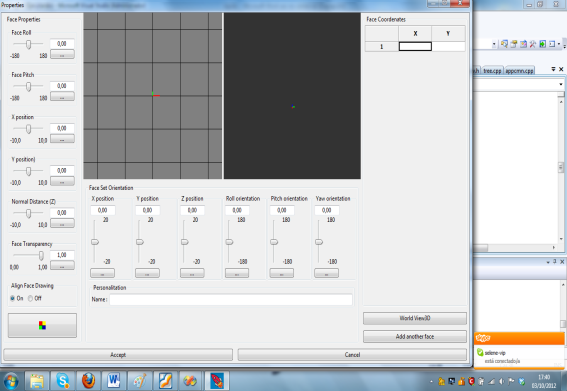 Properties
Face Properties
Face Roll
0,00
-180 180 ...
Face Pitch
0,00
-180 180 ...
X position
0,00
-10,0 10,0 ...
Y position)
0,00
-10,0 10,0 ...
Normal Distance (Z)
0,00
-10,0 10,0 ...
Face Transparency
1,00
0,00 1,00 ...
Align Face Drawing
On Off
Face Set Orientation
X position Y position Z position Roll orientation Pitch orientation Yaw orientation
0,00 0,00 0,00 0,00 0,00 0,00
20 20 20 180 180 180
-20 -20 -20 -180 -180 -180
... ... ... ... ... ...
Personalitation
Name :
Face Coordenates
X Y
1
World View3D
Add another face
Accept Cancel
tree.cpp appcmn.cpp
está conectado/a
17:40
03/10/2012